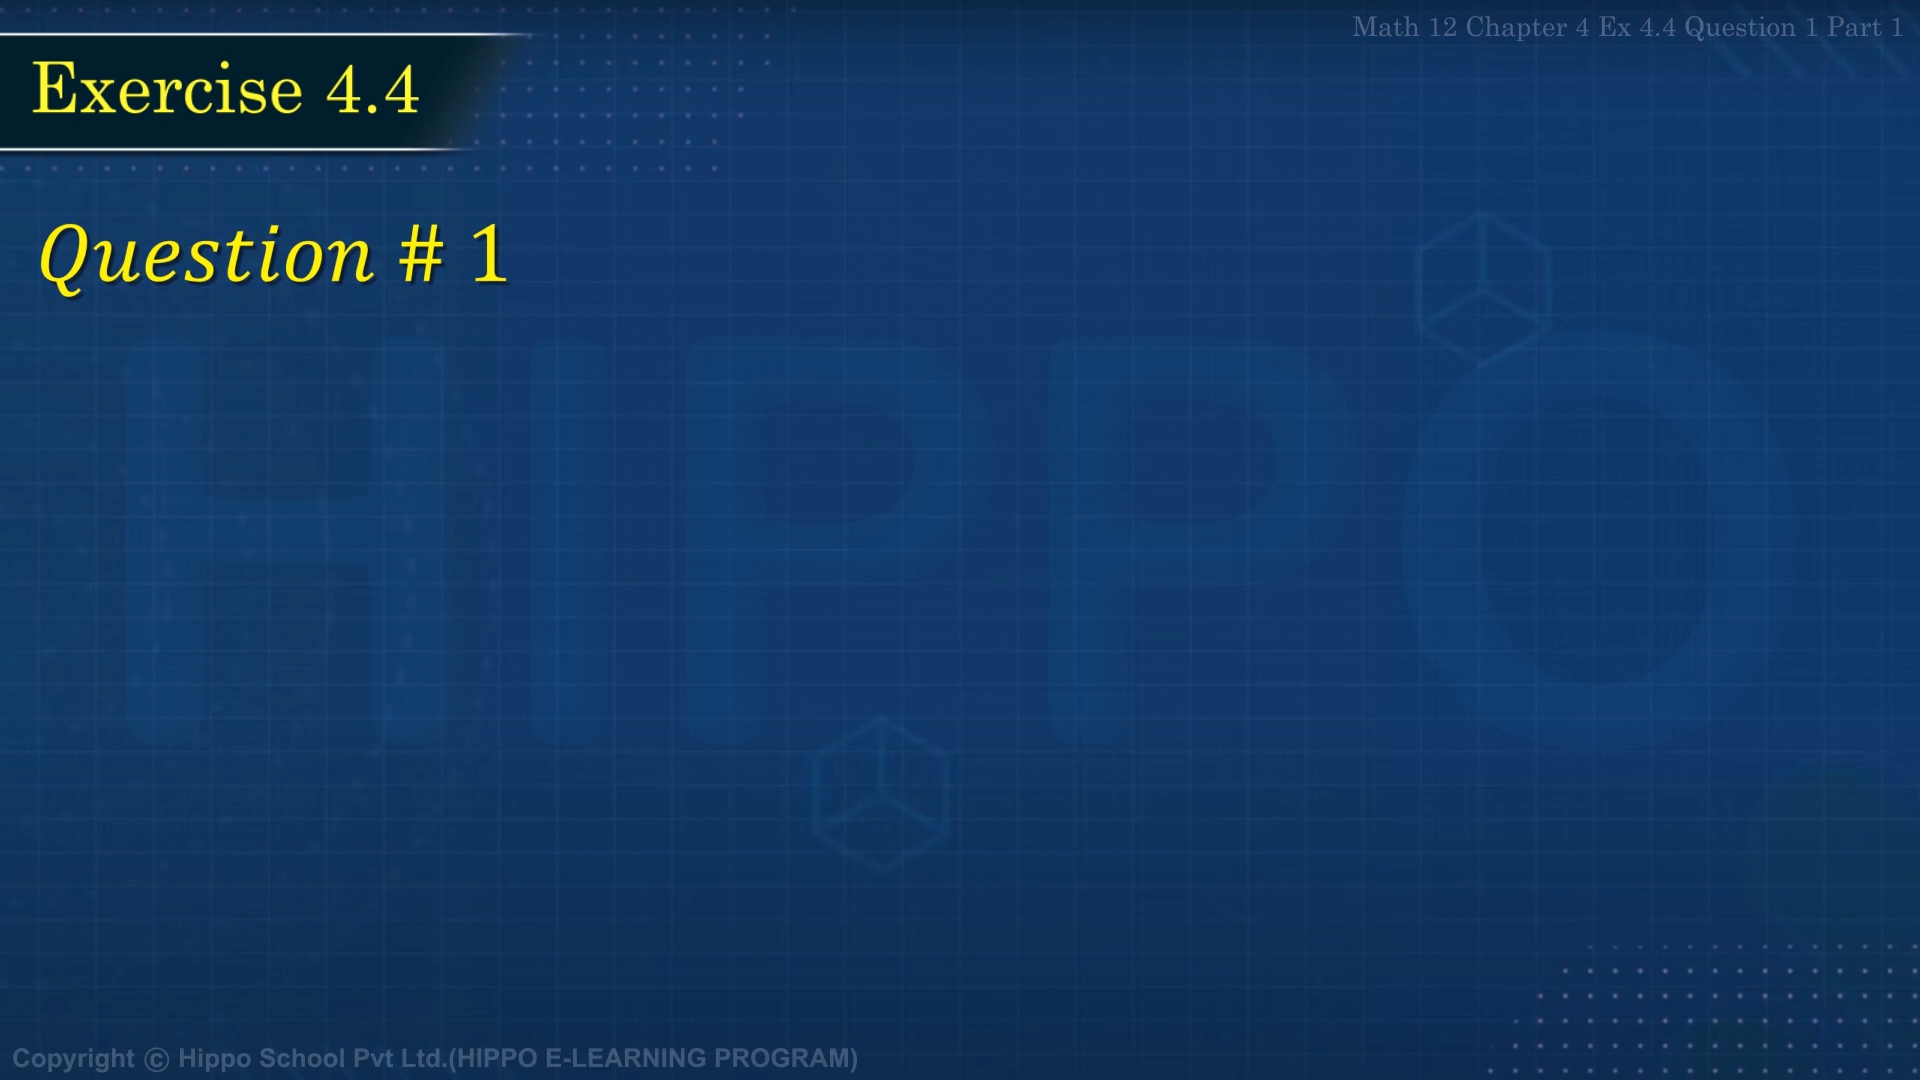 Math 12 Chapter 4 Ex 4.4 Question 1 Part 1
Exercise 4.4
Question # 1
HIPPO
Copyright © Hippo School Pvt Ltd.(HIPPO E-LEARNING PROGRAM)